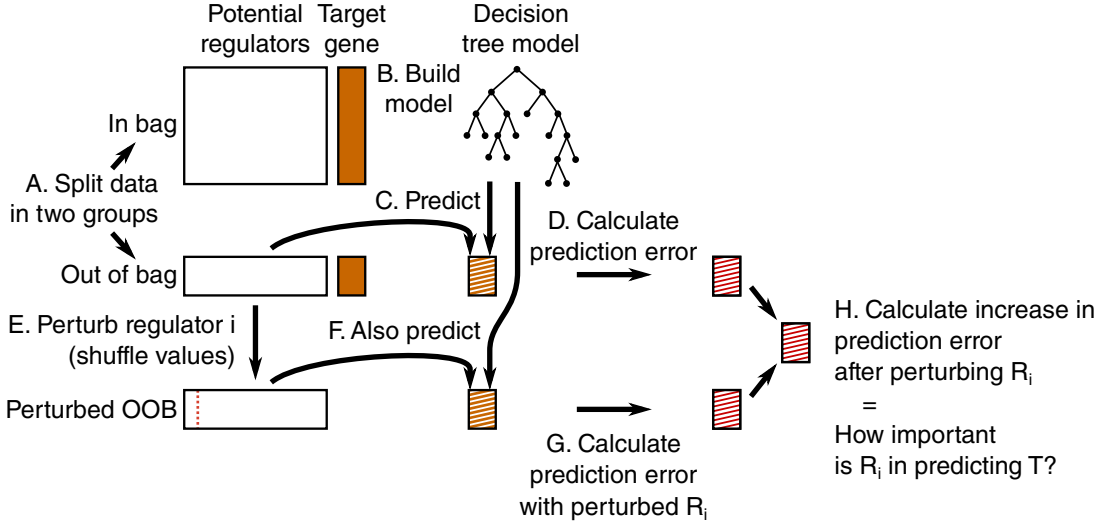 Potential
regulators
Target
gene
Decision
tree model
B. Build
model
In bag
A. Split data
in two groups
C. Predict
D. Calculate
prediction error
Out of bag
E. Perturb regulator i
(shuffle values)
F. Also predict
H. Calculate increase in
prediction error
after perturbing Ri
=
How important
is Ri in predicting T?
Perturbed OOB
G. Calculate
prediction error
with perturbed Ri